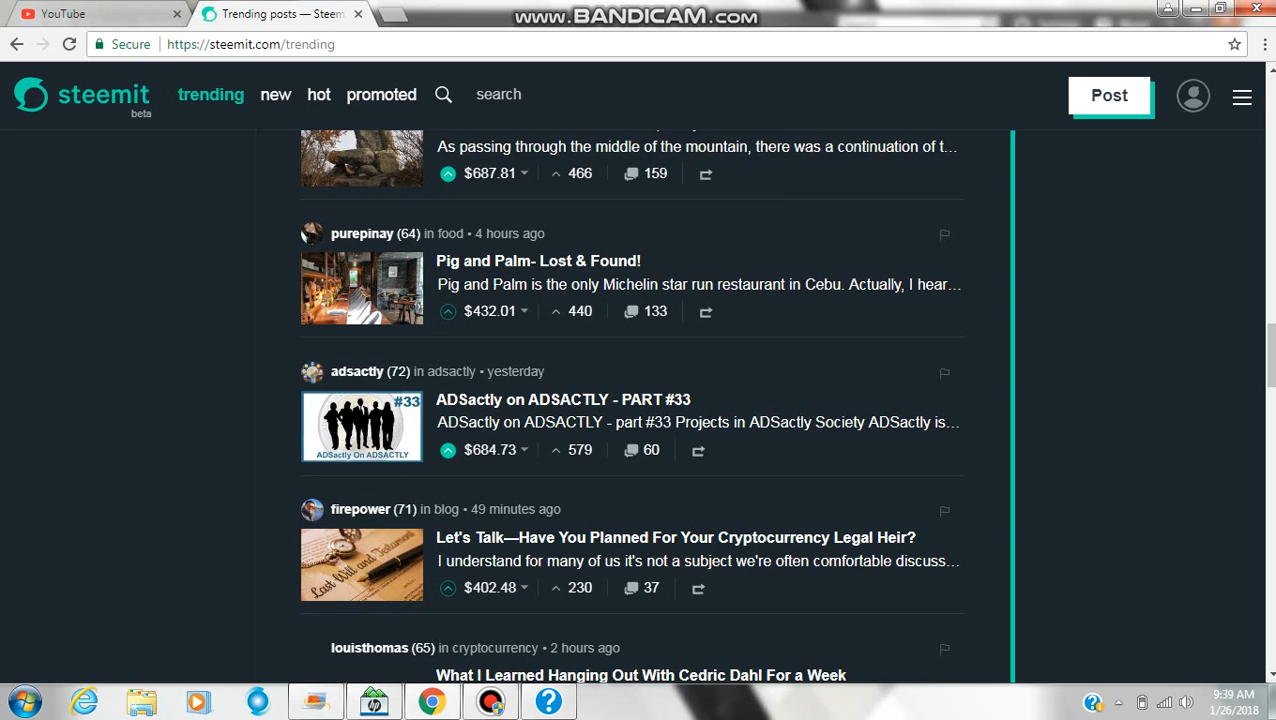 www.BANDICAM.com
YouTube
Trending posts — Steem
Secure
https://steemit.com/trending
steemit
beta
trending
new
hot
promoted
search
Post
As passing through the middle of the mountain, there was a continuation of t...
$687.81
466
159
purepinay (64) in food • 4 hours ago
Pig and Palm- Lost & Found!
Pig and Palm is the only Michelin star run restaurant in Cebu. Actually, I hear...
$432.01
440
133
adsactly (72) in adsactly • yesterday
#33
ADSactly On ADSACTLY
ADSactly on ADSACTLY - PART #33
ADSactly on ADSACTLY - part #33 Projects in ADSactly Society ADSactly is...
$684.73
579
60
firepower (71) in blog • 49 minutes ago
Last Will and Testament
Let's Talk—Have You Planned For Your Cryptocurrency Legal Heir?
I understand for many of us it's not a subject we're often comfortable discuss...
$402.48
230
37
louisthomas (65) in cryptocurrency • 2 hours ago
What I Learned Hanging Out With Cedric Dahl For a Week
hp
9:39 AM
1/26/2018